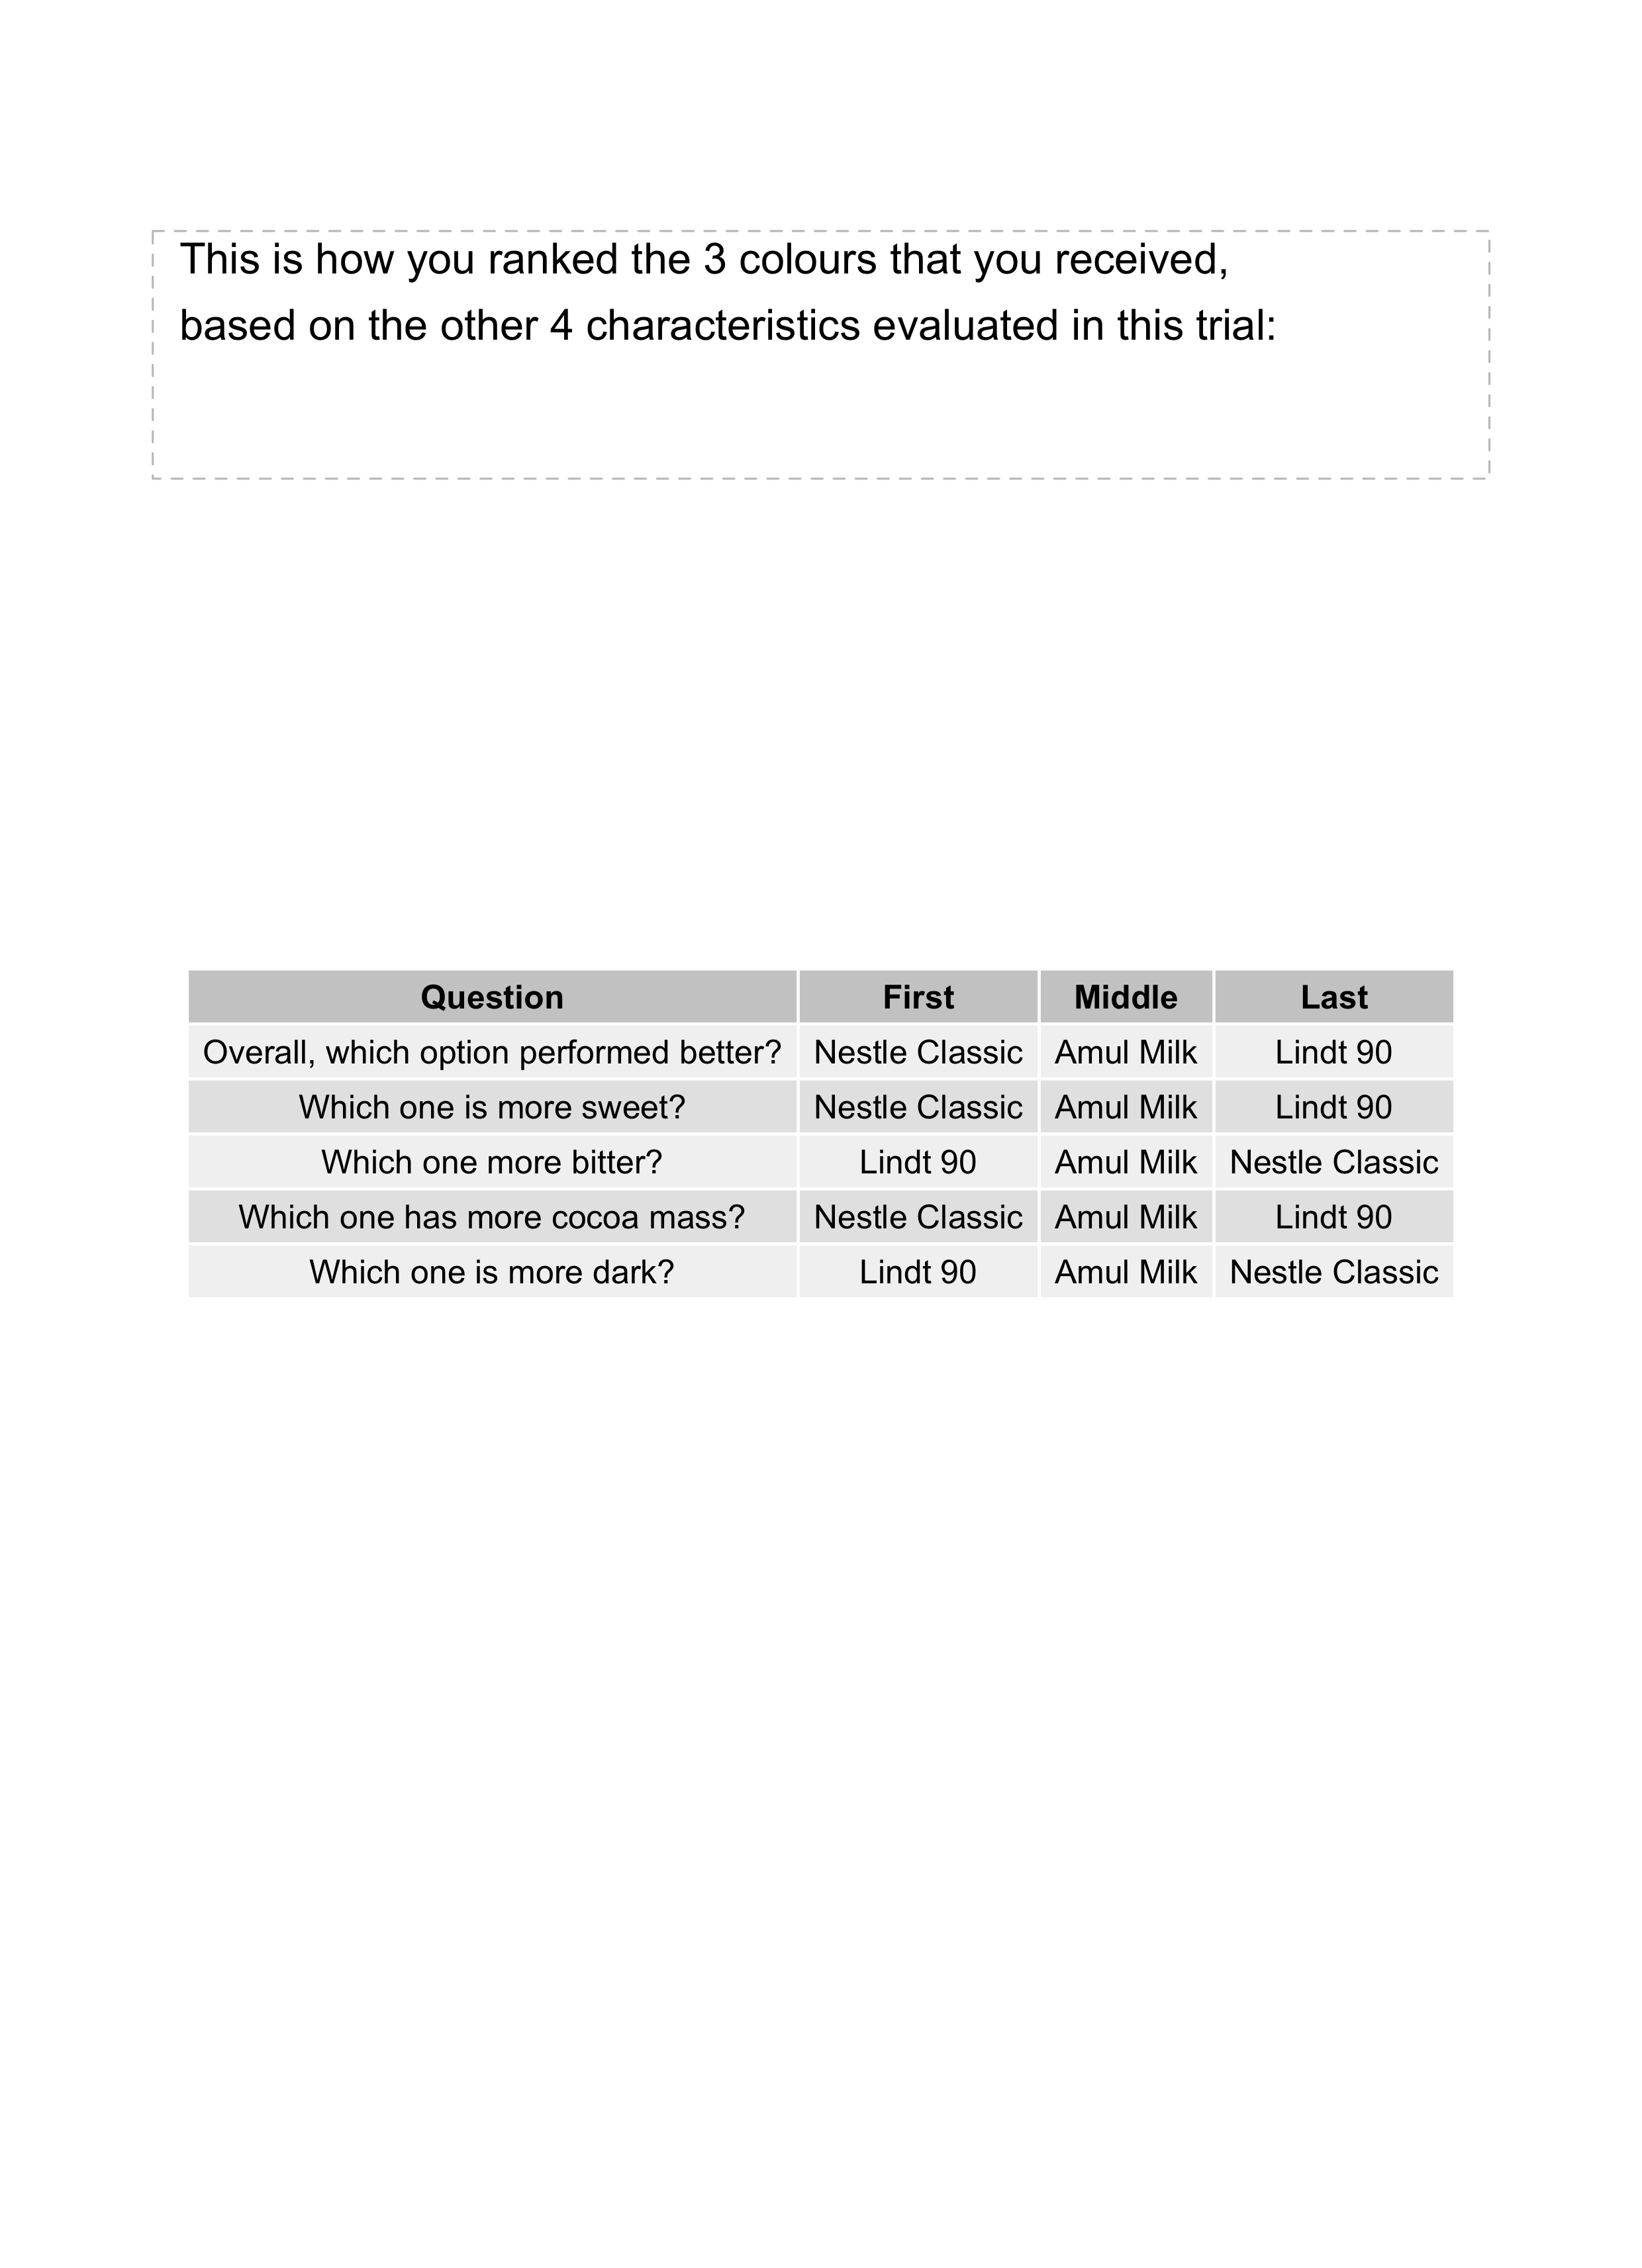 This is how you ranked the 3 colours that you received,
based on the other 4 characteristics evaluated in this trial:
Question First Middle Last
Overall, which option performed better? Nestle Classic Amul Milk Lindt 90
Which one is more sweet? Nestle Classic Amul Milk Lindt 90
Which one more bitter? Lindt 90 Amul Milk Nestle Classic
Which one has more cocoa mass? Nestle Classic Amul Milk Lindt 90
Which one is more dark? Lindt 90 Amul Milk Nestle Classic